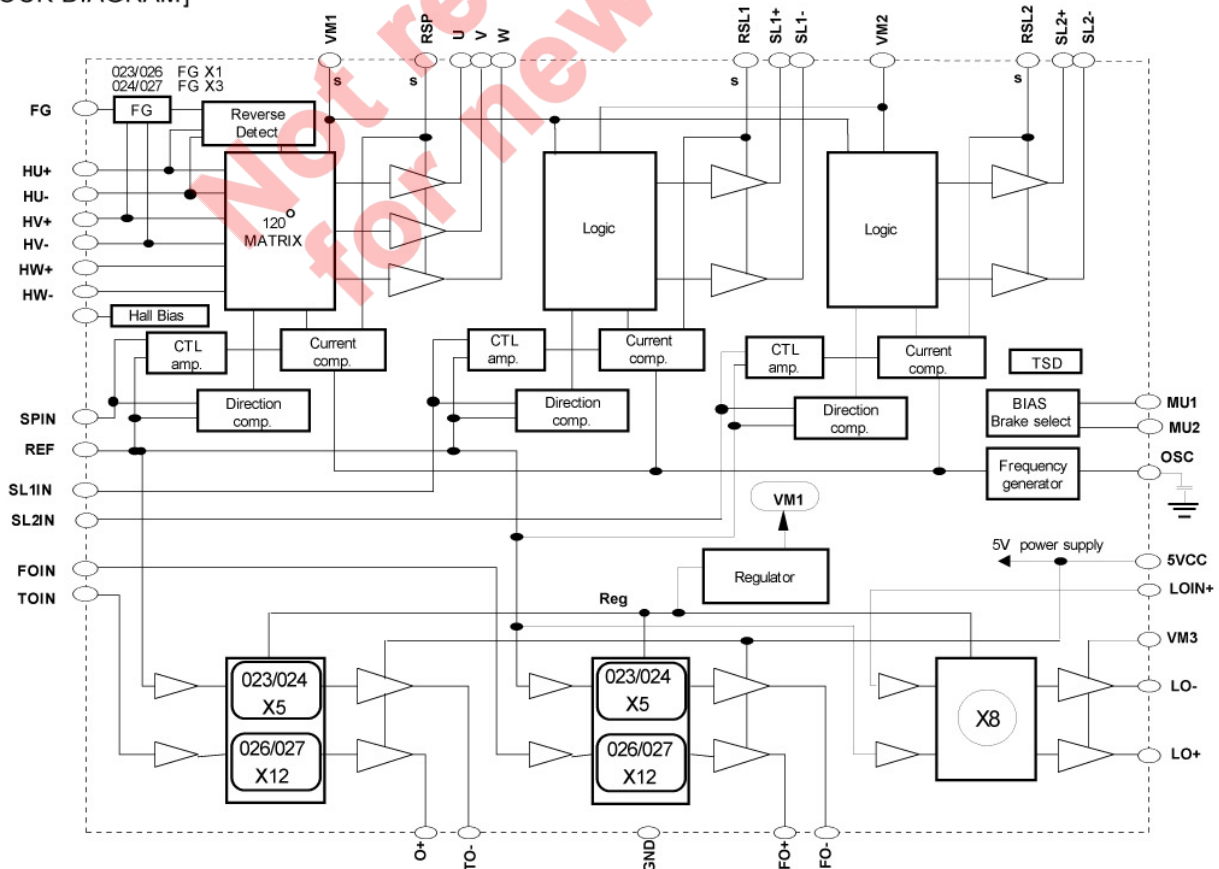 OUR DIAGRAM]
VM1
RSP
U
V
W
RSL1
SL1+
SL1-
VM2
RSL2
SL2+
SL2-
s
s
s
s
023/026 FG X1
024/027 FG X3
FG
FG
Reverse
Detect
HU+
HU-
HV+
HV-
HW+
HW-
120°
MATRIX
Logic
Logic
Hall Bias
CTL
amp.
Current
comp.
CTL
amp.
Current
comp.
CTL
amp.
Current
comp.
TSD
Direction
comp.
Direction
comp.
Direction
comp.
BIAS
Brake select
MU1
MU2
SPIN
REF
OSC
Frequency
generator
SL1IN
SL2IN
VM1
FOIN
TOIN
Regulator
5V power supply
5VCC
LOIN+
Reg
VM3
023/024
X5
026/027
X12
023/024
X5
026/027
X12
X8
LO-
LO+
O+
TO-
GND
FO+
FO-
Not re
for new